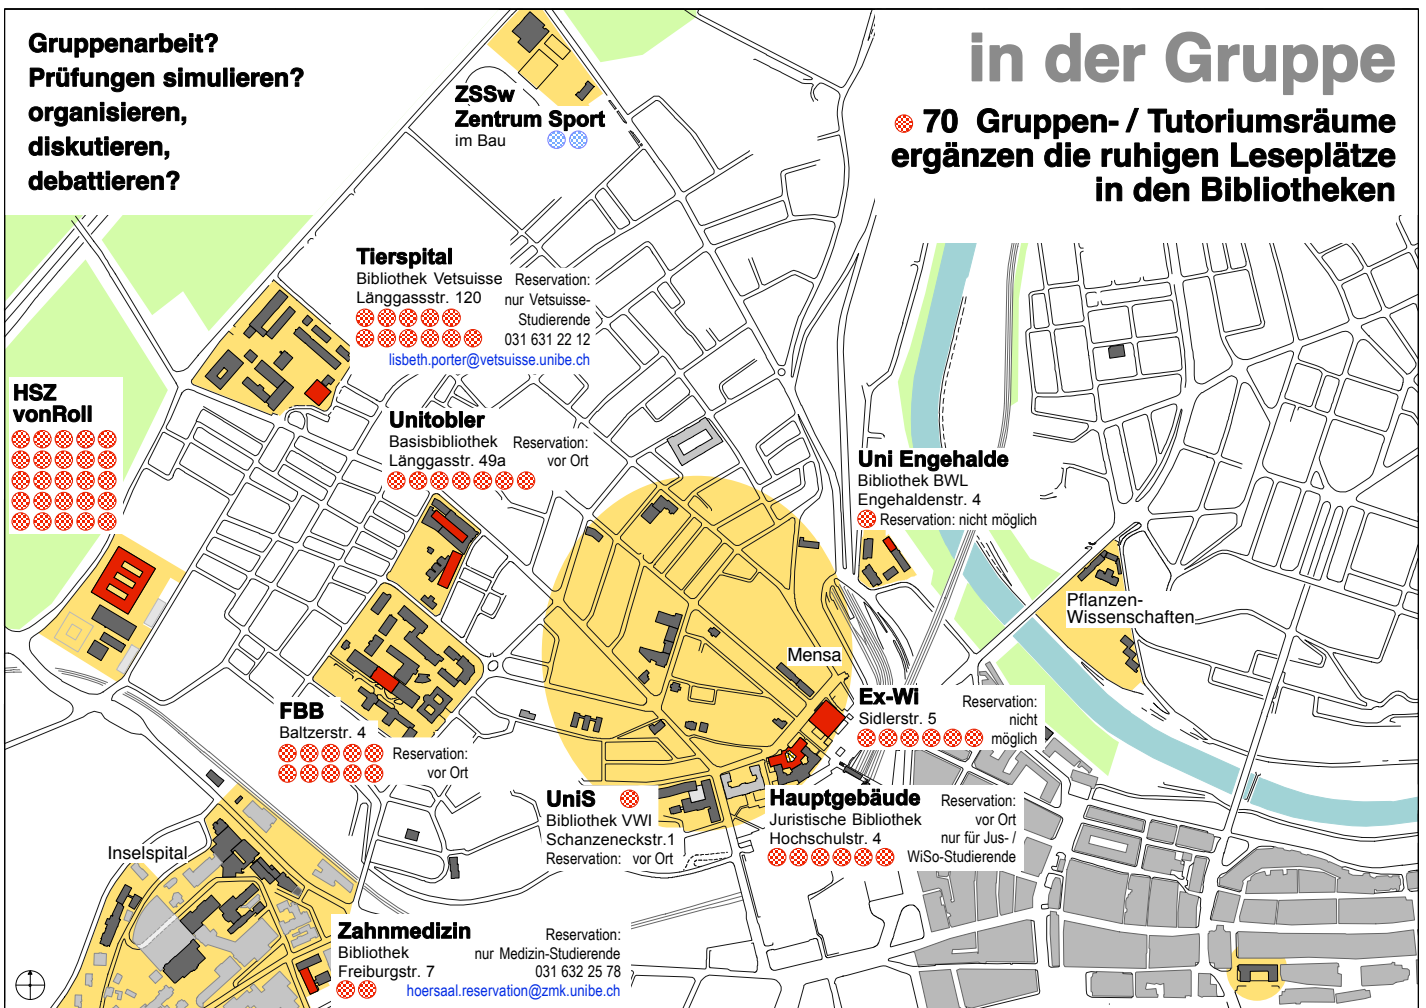 Gruppenarbeit?
Prüfungen simulieren?
organisieren,
diskutieren,
debattieren?
in der Gruppe
70 Gruppen- / Tutoriumsräume
ergänzen die ruhigen Leseplätze
in den Bibliotheken
ZSSw
Zentrum Sport
im Bau
Tierspital
Bibliothek Vetsuisse
Länggassstr. 120
Reservation:
nur Vetsuisse-
Studierende
031 631 22 12
lisbeth.porter@vetsuisse.unibe.ch
HSZ
vonRoll
Unitobler
Basisbibliothek
Länggasstr. 49a
Reservation:
vor Ort
Uni Engehalde
Bibliothek BWL
Engehaldenstr. 4
Reservation: nicht möglich
Pflanzen-
Wissenschaften
Mensa
Ex-Wi
Sidlerstr. 5
Reservation:
nicht
möglich
FBB
Baltzerstr. 4
Reservation:
vor Ort
UniS
Bibliothek VWI
Schanzeneckstr.1
Reservation: vor Ort
Hauptgebäude
Juristische Bibliothek
Hochschulstr. 4
Reservation:
vor Ort
nur für Jus- /
WiSo-Studierende
Inselspital
Zahnmedizin
Bibliothek
Freiburgstr. 7
Reservation:
nur Medizin-Studierende
031 632 25 78
hoersaal.reservation@zmk.unibe.ch